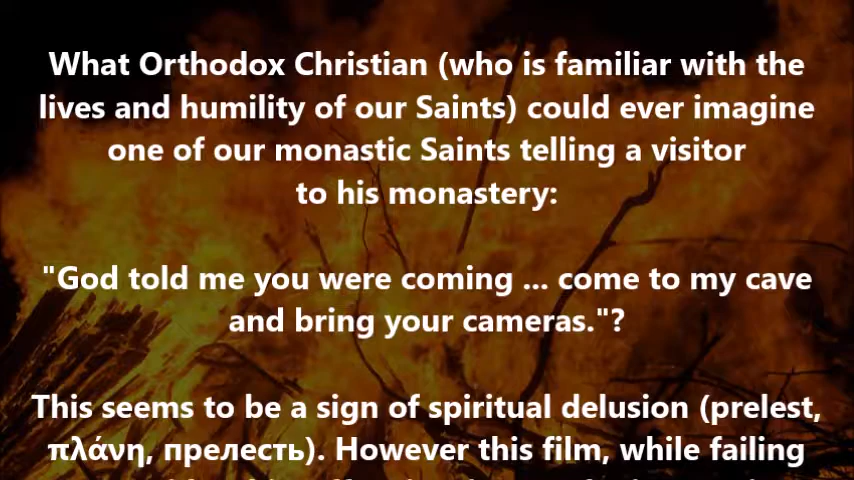 What Orthodox Christian (who is familiar with the
lives and humility of our Saints) could ever imagine
one of our monastic Saints telling a visitor
to his monastery:
"God told me you were coming ... come to my cave
and bring your cameras."?
This seems to be a sign of spiritual delusion (prelest,
πλάνη, прелесть). However this film, while failing